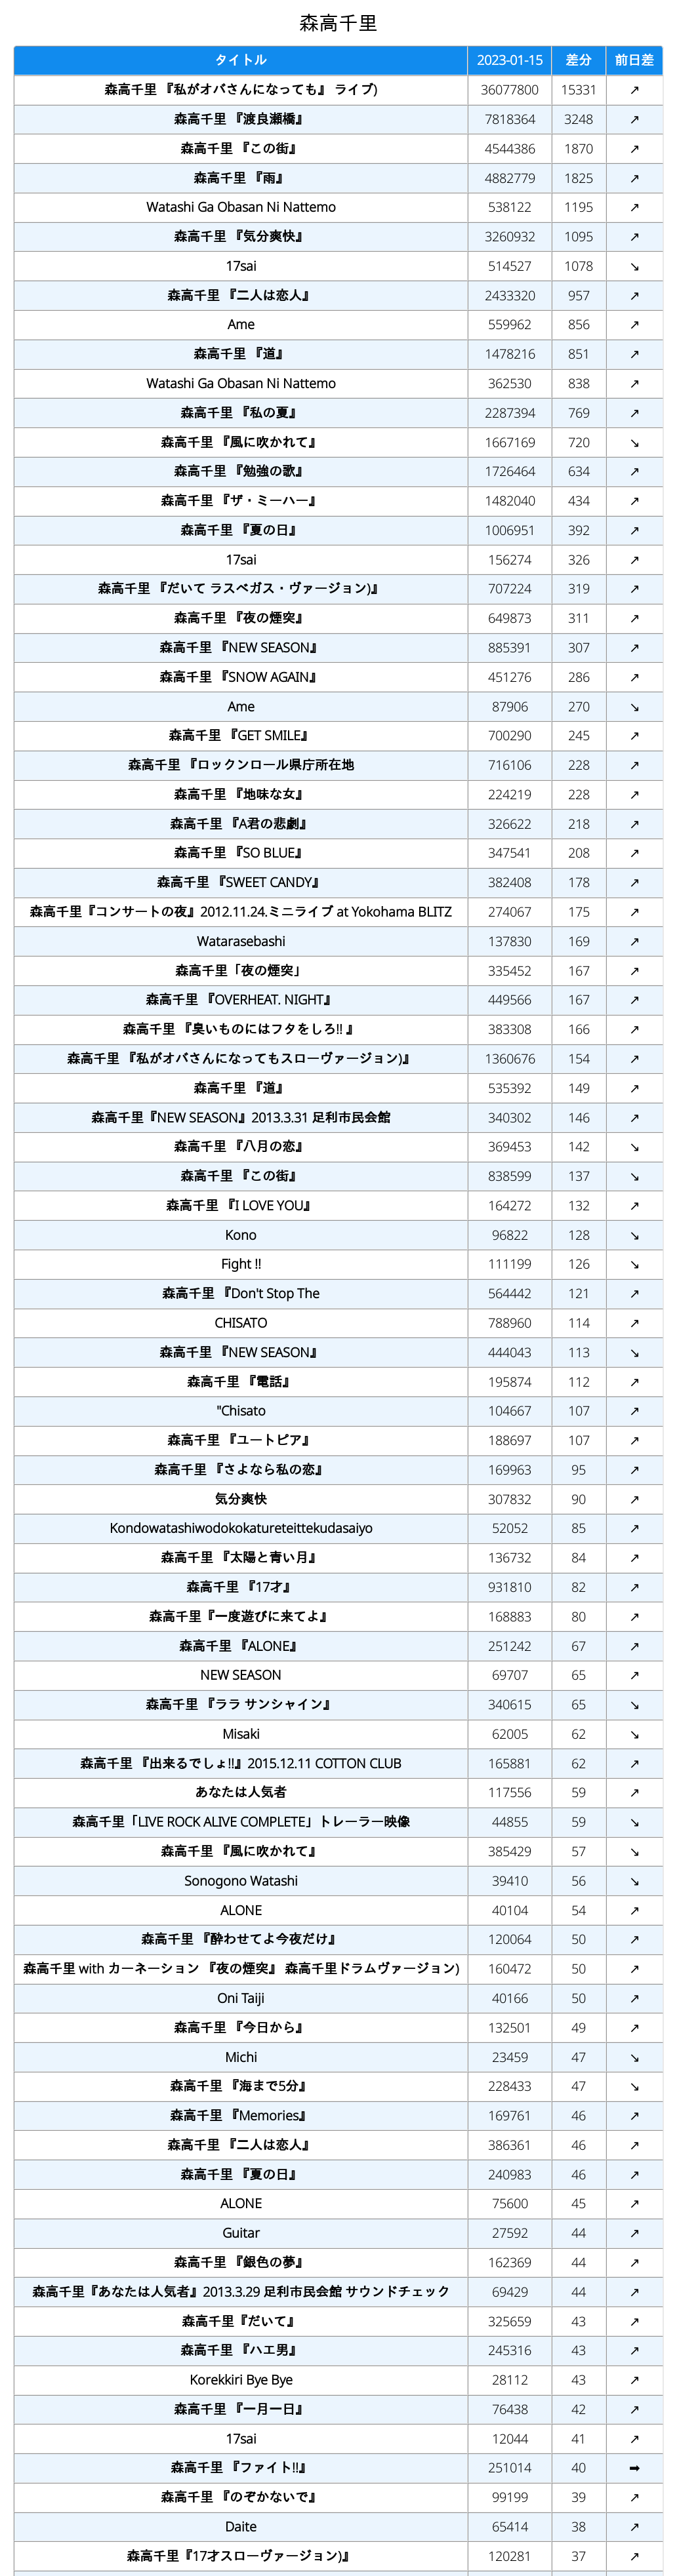 森高千里
タイトル 2023-01-15 差分 前日差
森高千里 『私がオバさんになっても』 ライブ) 36077800 15331 ↗
森高千里 『渡良瀬橋』 7818364 3248 ↗
森高千里 『この街』 4544386 1870 ↗
森高千里 『雨』 4882779 1825 ↗
Watashi Ga Obasan Ni Nattemo 538122 1195 ↗
森高千里 『気分爽快』 3260932 1095 ↗
17sai 514527 1078 ↘
森高千里 『二人は恋人』 2433320 957 ↗
Ame 559962 856 ↗
森高千里 『道』 1478216 851 ↗
Watashi Ga Obasan Ni Nattemo 362530 838 ↗
森高千里 『私の夏』 2287394 769 ↗
森高千里 『風に吹かれて』 1667169 720 ↘
森高千里 『勉強の歌』 1726464 634 ↗
森高千里 『ザ・ミーハー』 1482040 434 ↗
森高千里 『夏の日』 1006951 392 ↗
17sai 156274 326 ↗
森高千里 『だいて ラスベガス・ヴァージョン)』 707224 319 ↗
森高千里 『夜の煙突』 649873 311 ↗
森高千里 『NEW SEASON』 885391 307 ↗
森高千里 『SNOW AGAIN』 451276 286 ↗
Ame 87906 270 ↘
森高千里 『GET SMILE』 700290 245 ↗
森高千里 『ロックンロール県庁所在地 716106 228 ↗
森高千里 『地味な女』 224219 228 ↗
森高千里 『A君の悲劇』 326622 218 ↗
森高千里 『SO BLUE』 347541 208 ↗
森高千里 『SWEET CANDY』 382408 178 ↗
森高千里『コンサートの夜』2012.11.24.ミニライブ at Yokohama BLITZ 274067 175 ↗
Watarasebashi 137830 169 ↗
森高千里「夜の煙突」 335452 167 ↗
森高千里 『OVERHEAT. NIGHT』 449566 167 ↗
森高千里 『臭いものにはフタをしろ!! 』 383308 166 ↗
森高千里 『私がオバさんになってもスローヴァージョン)』 1360676 154 ↗
森高千里 『道』 535392 149 ↗
森高千里『NEW SEASON』2013.3.31 足利市民会館 340302 146 ↗
森高千里 『八月の恋』 369453 142 ↘
森高千里 『この街』 838599 137 ↘
森高千里 『I LOVE YOU』 164272 132 ↗
Kono 96822 128 ↘
Fight !! 111199 126 ↘
森高千里 『Don't Stop The 564442 121 ↗
CHISATO 788960 114 ↗
森高千里 『NEW SEASON』 444043 113 ↘
森高千里 『電話』 195874 112 ↗
"Chisato 104667 107 ↗
森高千里 『ユートピア』 188697 107 ↗
森高千里 『さよなら私の恋』 169963 95 ↗
気分爽快 307832 90 ↗
Kondowatashiwodokokatureteittekudasaiyo 52052 85 ↗
森高千里 『太陽と青い月』 136732 84 ↗
森高千里 『17才』 931810 82 ↗
森高千里『一度遊びに来てよ』 168883 80 ↗
森高千里 『ALONE』 251242 67 ↗
NEW SEASON 69707 65 ↗
森高千里 『ララ サンシャイン』 340615 65 ↘
Misaki 62005 62 ↘
森高千里 『出来るでしょ!!』2015.12.11 COTTON CLUB 165881 62 ↗
あなたは人気者 117556 59 ↗
森高千里「LIVE ROCK ALIVE COMPLETE」トレーラー映像 44855 59 ↘
森高千里 『風に吹かれて』 385429 57 ↘
Sonogono Watashi 39410 56 ↘
ALONE 40104 54 ↗
森高千里 『酔わせてよ今夜だけ』 120064 50 ↗
森高千里 with カーネーション 『夜の煙突』 森高千里ドラムヴァージョン) 160472 50 ↗
Oni Taiji 40166 50 ↗
森高千里 『今日から』 132501 49 ↗
Michi 23459 47 ↘
森高千里 『海まで5分』 228433 47 ↘
森高千里 『Memories』 169761 46 ↗
森高千里 『二人は恋人』 386361 46 ↗
森高千里 『夏の日』 240983 46 ↗
ALONE 75600 45 ↗
Guitar 27592 44 ↗
森高千里 『銀色の夢』 162369 44 ↗
森高千里『あなたは人気者』2013.3.29 足利市民会館 サウンドチェック 69429 44 ↗
森高千里『だいて』 325659 43 ↗
森高千里 『ハエ男』 245316 43 ↗
Korekkiri Bye Bye 28112 43 ↗
森高千里 『一月一日』 76438 42 ↗
17sai 12044 41 ↗
森高千里 『ファイト!!』 251014 40 ➡
森高千里 『のぞかないで』 99199 39 ↗
Daite 65414 38 ↗
森高千里『17才スローヴァージョン)』 120281 37 ↗